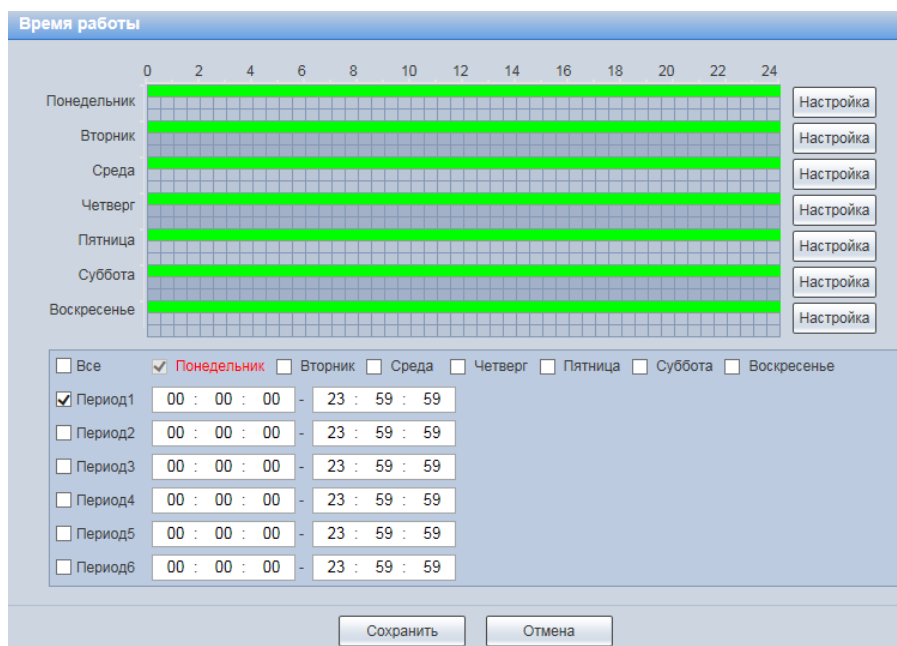 Время работы
0 2 4 6 8 10 12 14 16 18 20 22 24
Понедельник Настройка
Вторник Настройка
Среда Настройка
Четверг Настройка
Пятница Настройка
Суббота Настройка
Воскресенье Настройка
Все Понедельник Вторник Среда Четверг Пятница Суббота Воскресенье
Период1 00 : 00 : 00 - 23 : 59 : 59
Период2 00 : 00 : 00 - 23 : 59 : 59
Период3 00 : 00 : 00 - 23 : 59 : 59
Период4 00 : 00 : 00 - 23 : 59 : 59
Период5 00 : 00 : 00 - 23 : 59 : 59
Период6 00 : 00 : 00 - 23 : 59 : 59
Сохранить Отмена